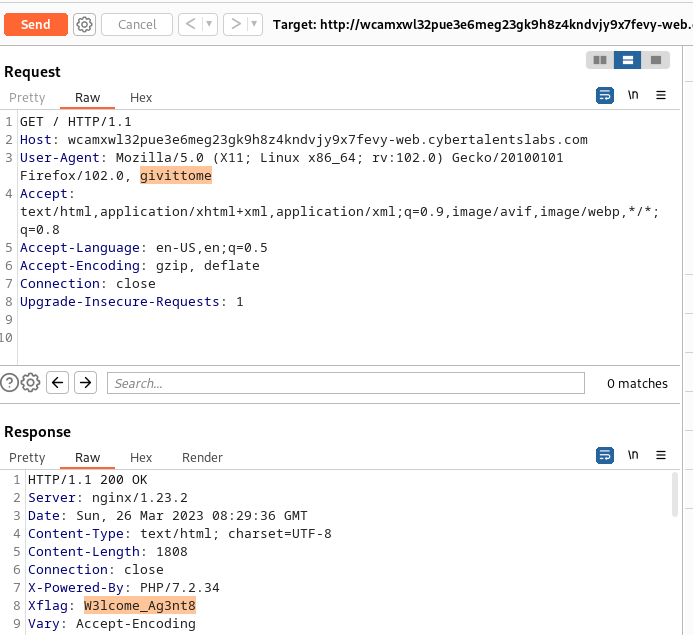 Send Cancel < > Target: http://wcamxwl32pue3e6meg23gk9h8z4kndvjy9x7fevy-web.
Request
Pretty Raw Hex \n
1 GET / HTTP/1.1
2 Host: wcamxwl32pue3e6meg23gk9h8z4kndvjy9x7fevy-web.cybertalentslabs.com
3 User-Agent: Mozilla/5.0 (X11; Linux x86_64; rv:102.0) Gecko/20100101
Firefox/102.0, givittome
4 Accept:
text/html,application/xhtml+xml,application/xml;q=0.9,image/avif,image/webp,*/*;
q=0.8
5 Accept-Language: en-US,en;q=0.5
6 Accept-Encoding: gzip, deflate
7 Connection: close
8 Upgrade-Insecure-Requests: 1
9
10
? Search... 0 matches
Response
Pretty Raw Hex Render \n
1 HTTP/1.1 200 OK
2 Server: nginx/1.23.2
3 Date: Sun, 26 Mar 2023 08:29:36 GMT
4 Content-Type: text/html; charset=UTF-8
5 Content-Length: 1808
6 Connection: close
7 X-Powered-By: PHP/7.2.34
8 Xflag: W3lcome_Ag3nt8
9 Vary: Accept-Encoding